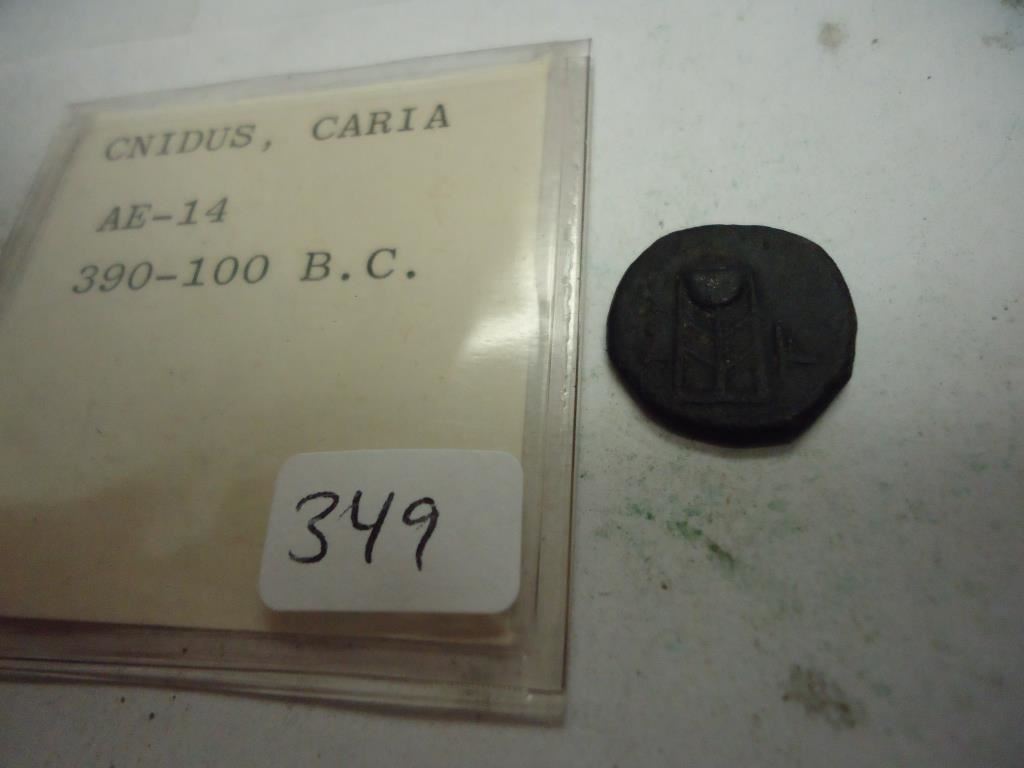 CNIDUS, CARIA
AE-14
390-100 B.C.
349